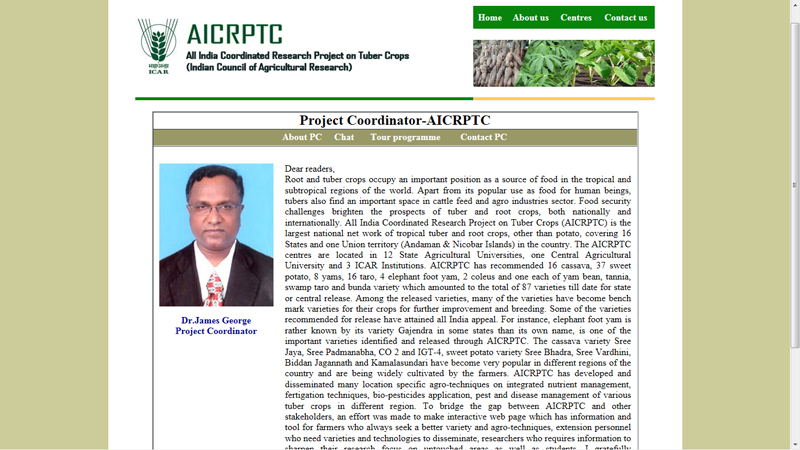 Home About us Centres Contact us
AICRPTC
All India Coordinated Research Project on Tuber Crops
(Indian Council of Agricultural Research)
ICAR
Project Coordinator-AICRPTC
About PC Chat Tour programme Contact PC
Dr.James George
Project Coordinator
Dear readers,
Root and tuber crops occupy an important position as a source of food in the tropical and
subtropical regions of the world. Apart from its popular use as food for human beings,
tubers also find an important space in cattle feed and agro industries sector. Food security
challenges brighten the prospects of tuber and root crops, both nationally and
internationally. All India Coordinated Research Project on Tuber Crops (AICRPTC) is the
largest national net work of tropical tuber and root crops, other than potato, covering 16
States and one Union territory (Andaman & Nicobar Islands) in the country. The AICRPTC
centres are located in 12 State Agricultural Universities, one Central Agricultural
University and 3 ICAR Institutions. AICRPTC has recommended 16 cassava, 37 sweet
potato, 8 yams, 16 taro, 4 elephant foot yam, 2 coleus and one each of yam bean, tannia,
swamp taro and bunda variety which amounted to the total of 87 varieties till date for state
or central release. Among the released varieties, many of the varieties have become bench
mark varieties for their crops for further improvement and breeding. Some of the varieties
recommended for release have attained all India appeal. For instance, elephant foot yam is
rather known by its variety Gajendra in some states than its own name, is one of the
important varieties identified and released through AICRPTC. The cassava variety Sree
Jaya, Sree Padmanabha, CO 2 and IGT-4, sweet potato variety Sree Bhadra, Sree Vardhini,
Biddan Jagannath and Kamalasundari have become very popular in different regions of the
country and are being widely cultivated by the farmers. AICRPTC has developed and
disseminated many location specific agro-techniques on integrated nutrient management,
fertigation techniques, bio-pesticides application, pest and disease management of various
tuber crops in different region. To bridge the gap between AICRPTC and other
stakeholders, an effort was made to make interactive web page which has information and
tool for farmers who always seek a better variety and agro-techniques, extension personnel
who need varieties and technologies to disseminate, researchers who requires information to
sharpen their research focus on untouched areas as well as students. I gratefully